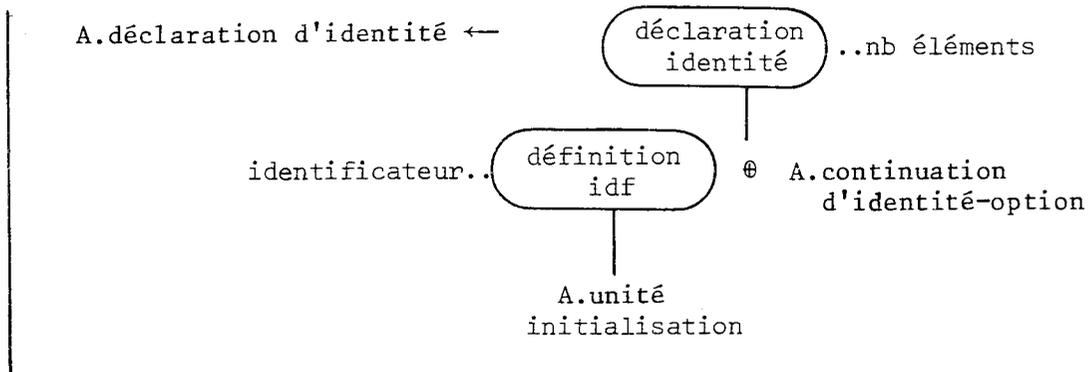 A.déclaration d'identité ← déclaration
identité ..nb éléments
identificateur.. définition
idf ⊕ A.continuation
d'identité-option
A.unité
initialisation